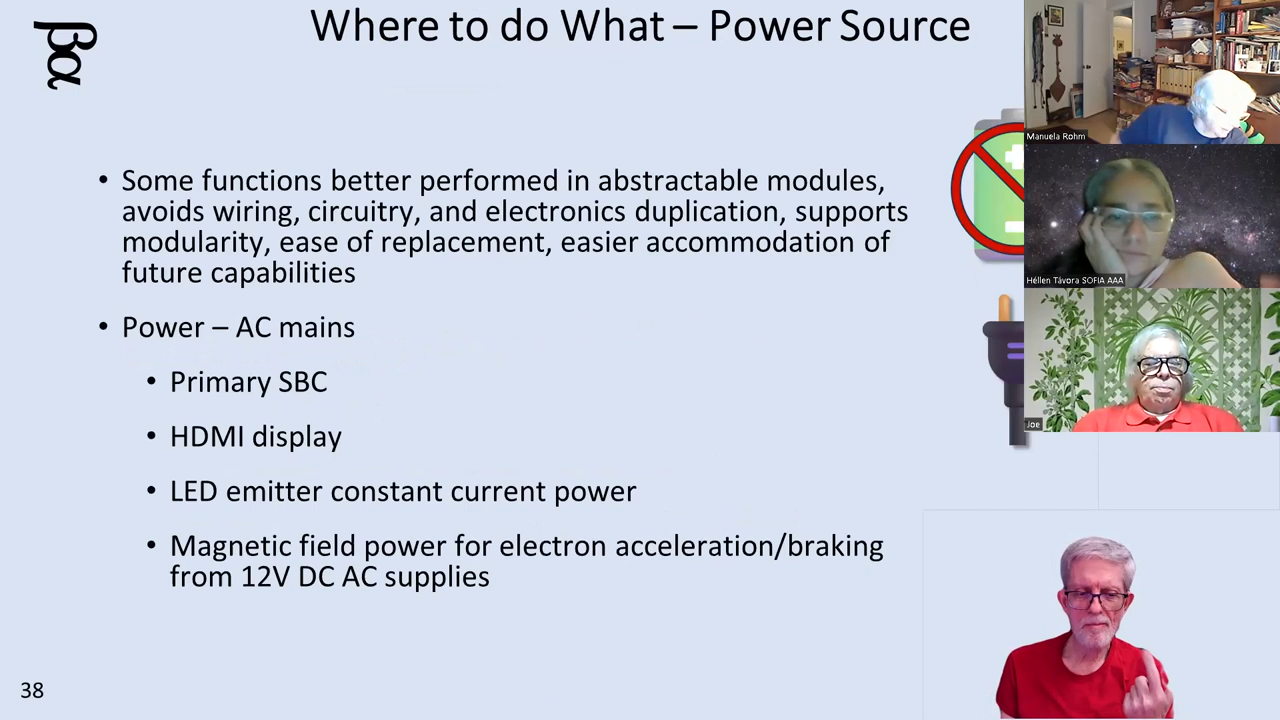 Where to do What – Power Source
βα
• Some functions better performed in abstractable modules,
avoids wiring, circuitry, and electronics duplication, supports
modularity, ease of replacement, easier accommodation of
future capabilities
• Power – AC mains
• Primary SBC
• HDMI display
• LED emitter constant current power
• Magnetic field power for electron acceleration/braking
from 12V DC AC supplies
38
Manuela Rohm
Héllen Távora SOFIA AAA
Joe